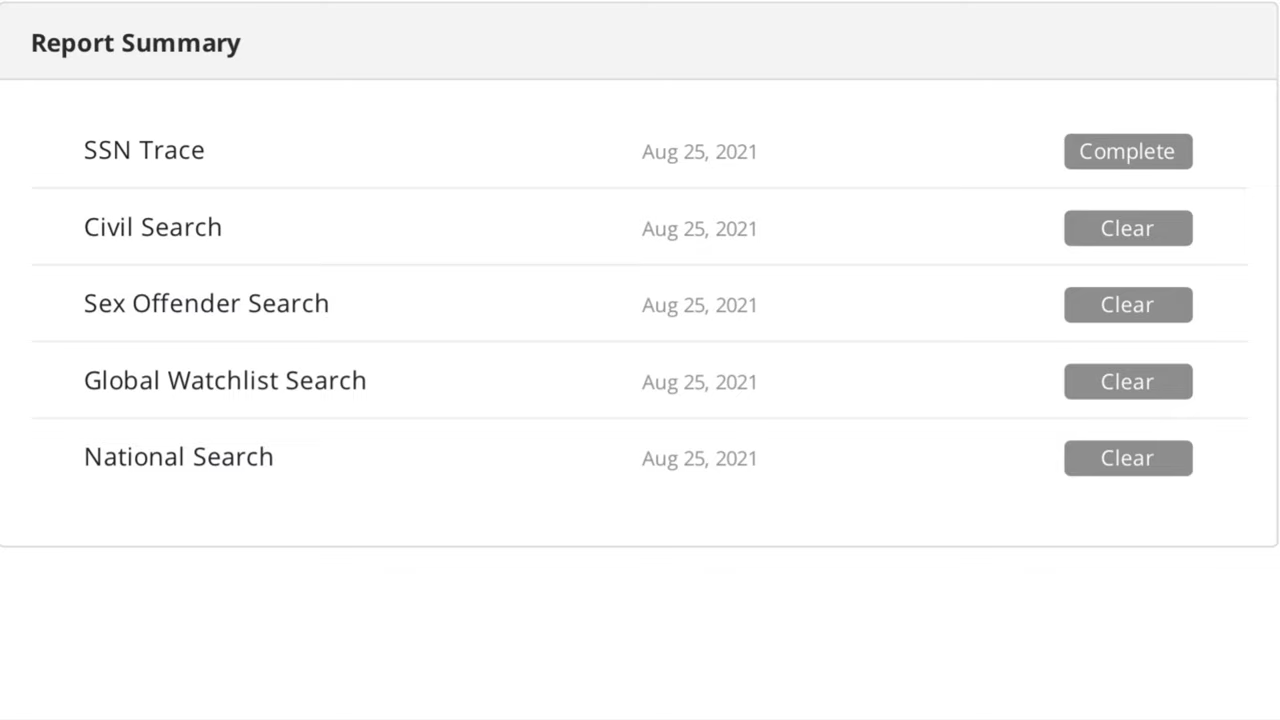 Report Summary
SSN Trace Aug 25, 2021 Complete
Civil Search Aug 25, 2021 Clear
Sex Offender Search Aug 25, 2021 Clear
Global Watchlist Search Aug 25, 2021 Clear
National Search Aug 25, 2021 Clear